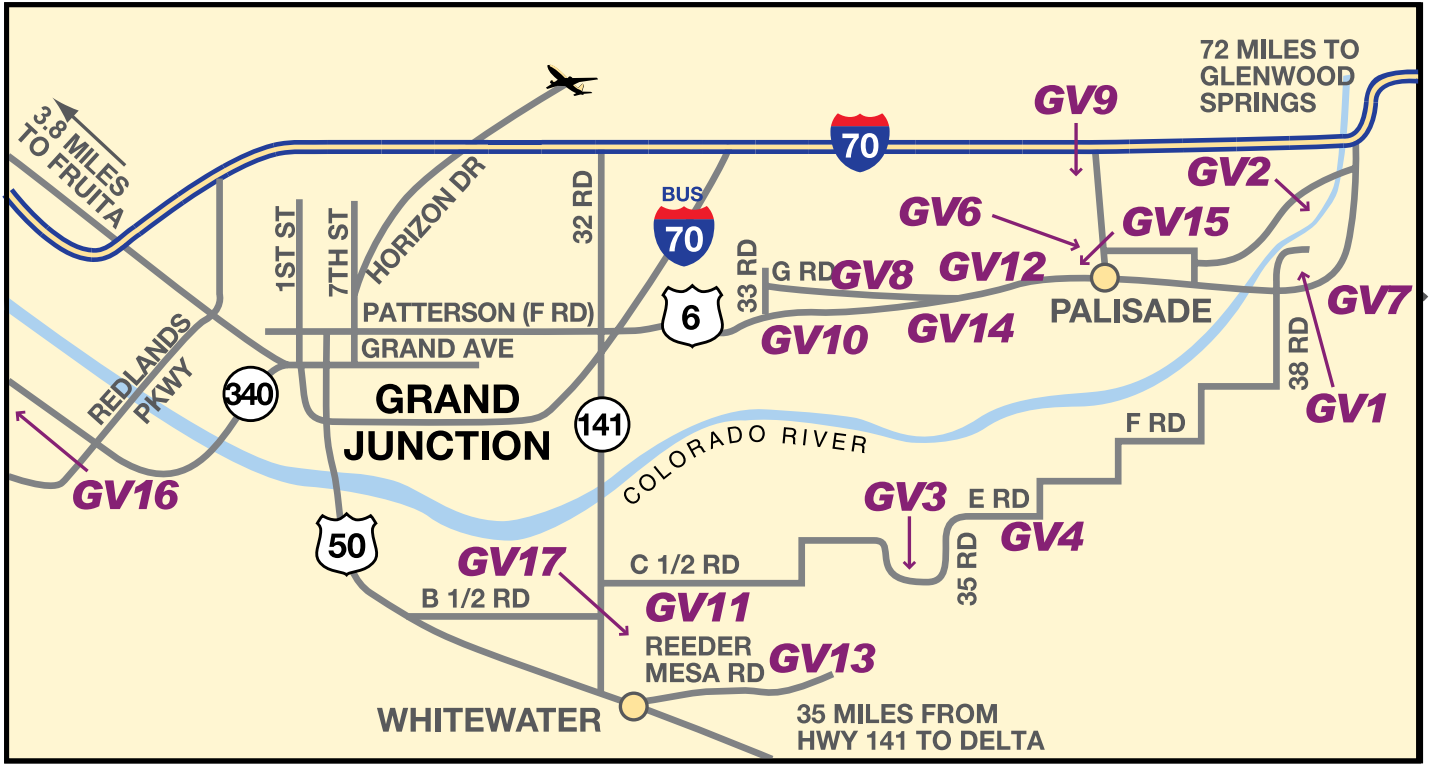 72 MILES TO
GLENWOOD
SPRINGS
GV9
3.8 MILES
TO FRUITA
70
GV2
HORIZON DR
32 RD
BUS
70
GV6
GV15
1ST ST
7TH ST
33 RD
G RD
GV8
GV12
PALISADE
GV7
PATTERSON (F RD)
6
GV10
GV14
REDLANDS
PKWY
GRAND AVE
38 RD
340
GRAND
JUNCTION
141
GV1
F RD
COLORADO RIVER
GV16
GV3
E RD
GV4
50
GV17
C 1/2 RD
35 RD
B 1/2 RD
GV11
REEDER
MESA RD
GV13
WHITEWATER
35 MILES FROM
HWY 141 TO DELTA